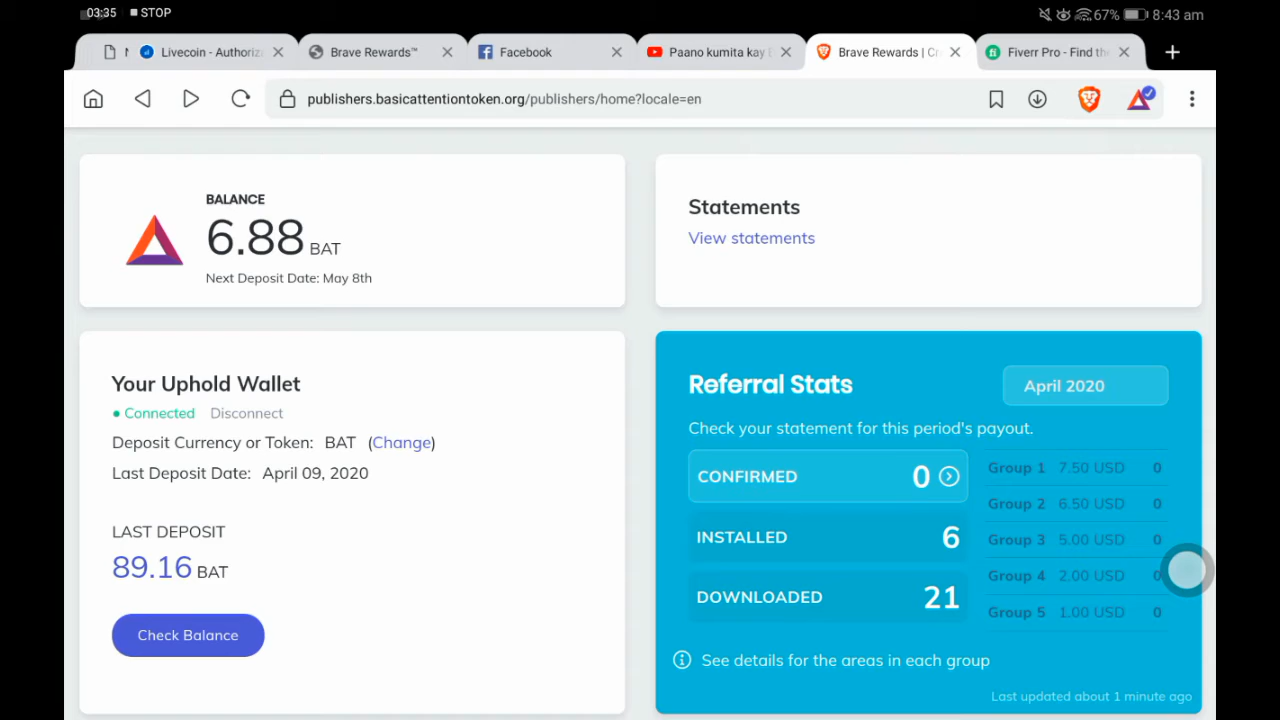 03:35 STOP
67% 8:43 am
Livecoin - Authoriz
Brave Rewards™
Facebook
Paano kumita kay
Brave Rewards | Cr
Fiverr Pro - Find the
publishers.basicattentiontoken.org/publishers/home?locale=en
BALANCE
6.88 BAT
Next Deposit Date: May 8th
Statements
View statements
Your Uphold Wallet
Connected Disconnect
Deposit Currency or Token: BAT (Change)
Last Deposit Date: April 09, 2020
LAST DEPOSIT
89.16 BAT
Check Balance
Referral Stats
April 2020
Check your statement for this period's payout.
CONFIRMED 0
INSTALLED 6
DOWNLOADED 21
Group 1 7.50 USD 0
Group 2 6.50 USD 0
Group 3 5.00 USD 0
Group 4 2.00 USD 0
Group 5 1.00 USD 0
See details for the areas in each group
Last updated about 1 minute ago